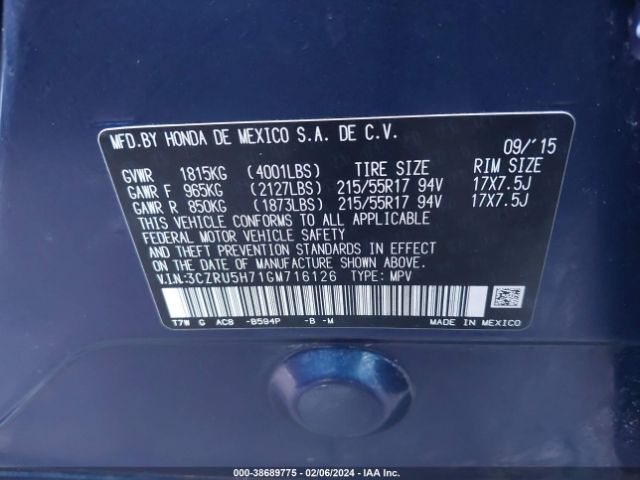 MFD.BY HONDA DE MEXICO S.A. DE C.V. 09/'15
GVWR 1815KG (4001LBS) TIRE SIZE RIM SIZE
GAWR F 965KG (2127LBS) 215/55R17 94V 17X7.5J
GAWR R 850KG (1873LBS) 215/55R17 94V 17X7.5J
THIS VEHICLE CONFORMS TO ALL APPLICABLE
FEDERAL MOTOR VEHICLE SAFETY
AND THEFT PREVENTION STANDARDS IN EFFECT
ON THE DATE OF MANUFACTURE SHOWN ABOVE.
V.I.N:3CZRU5H71GM716126 TYPE: MPV
T7W G AC8 -B594P -B -M MADE IN MEXICO
000-38689775 - 02/06/2024 - IAA Inc.